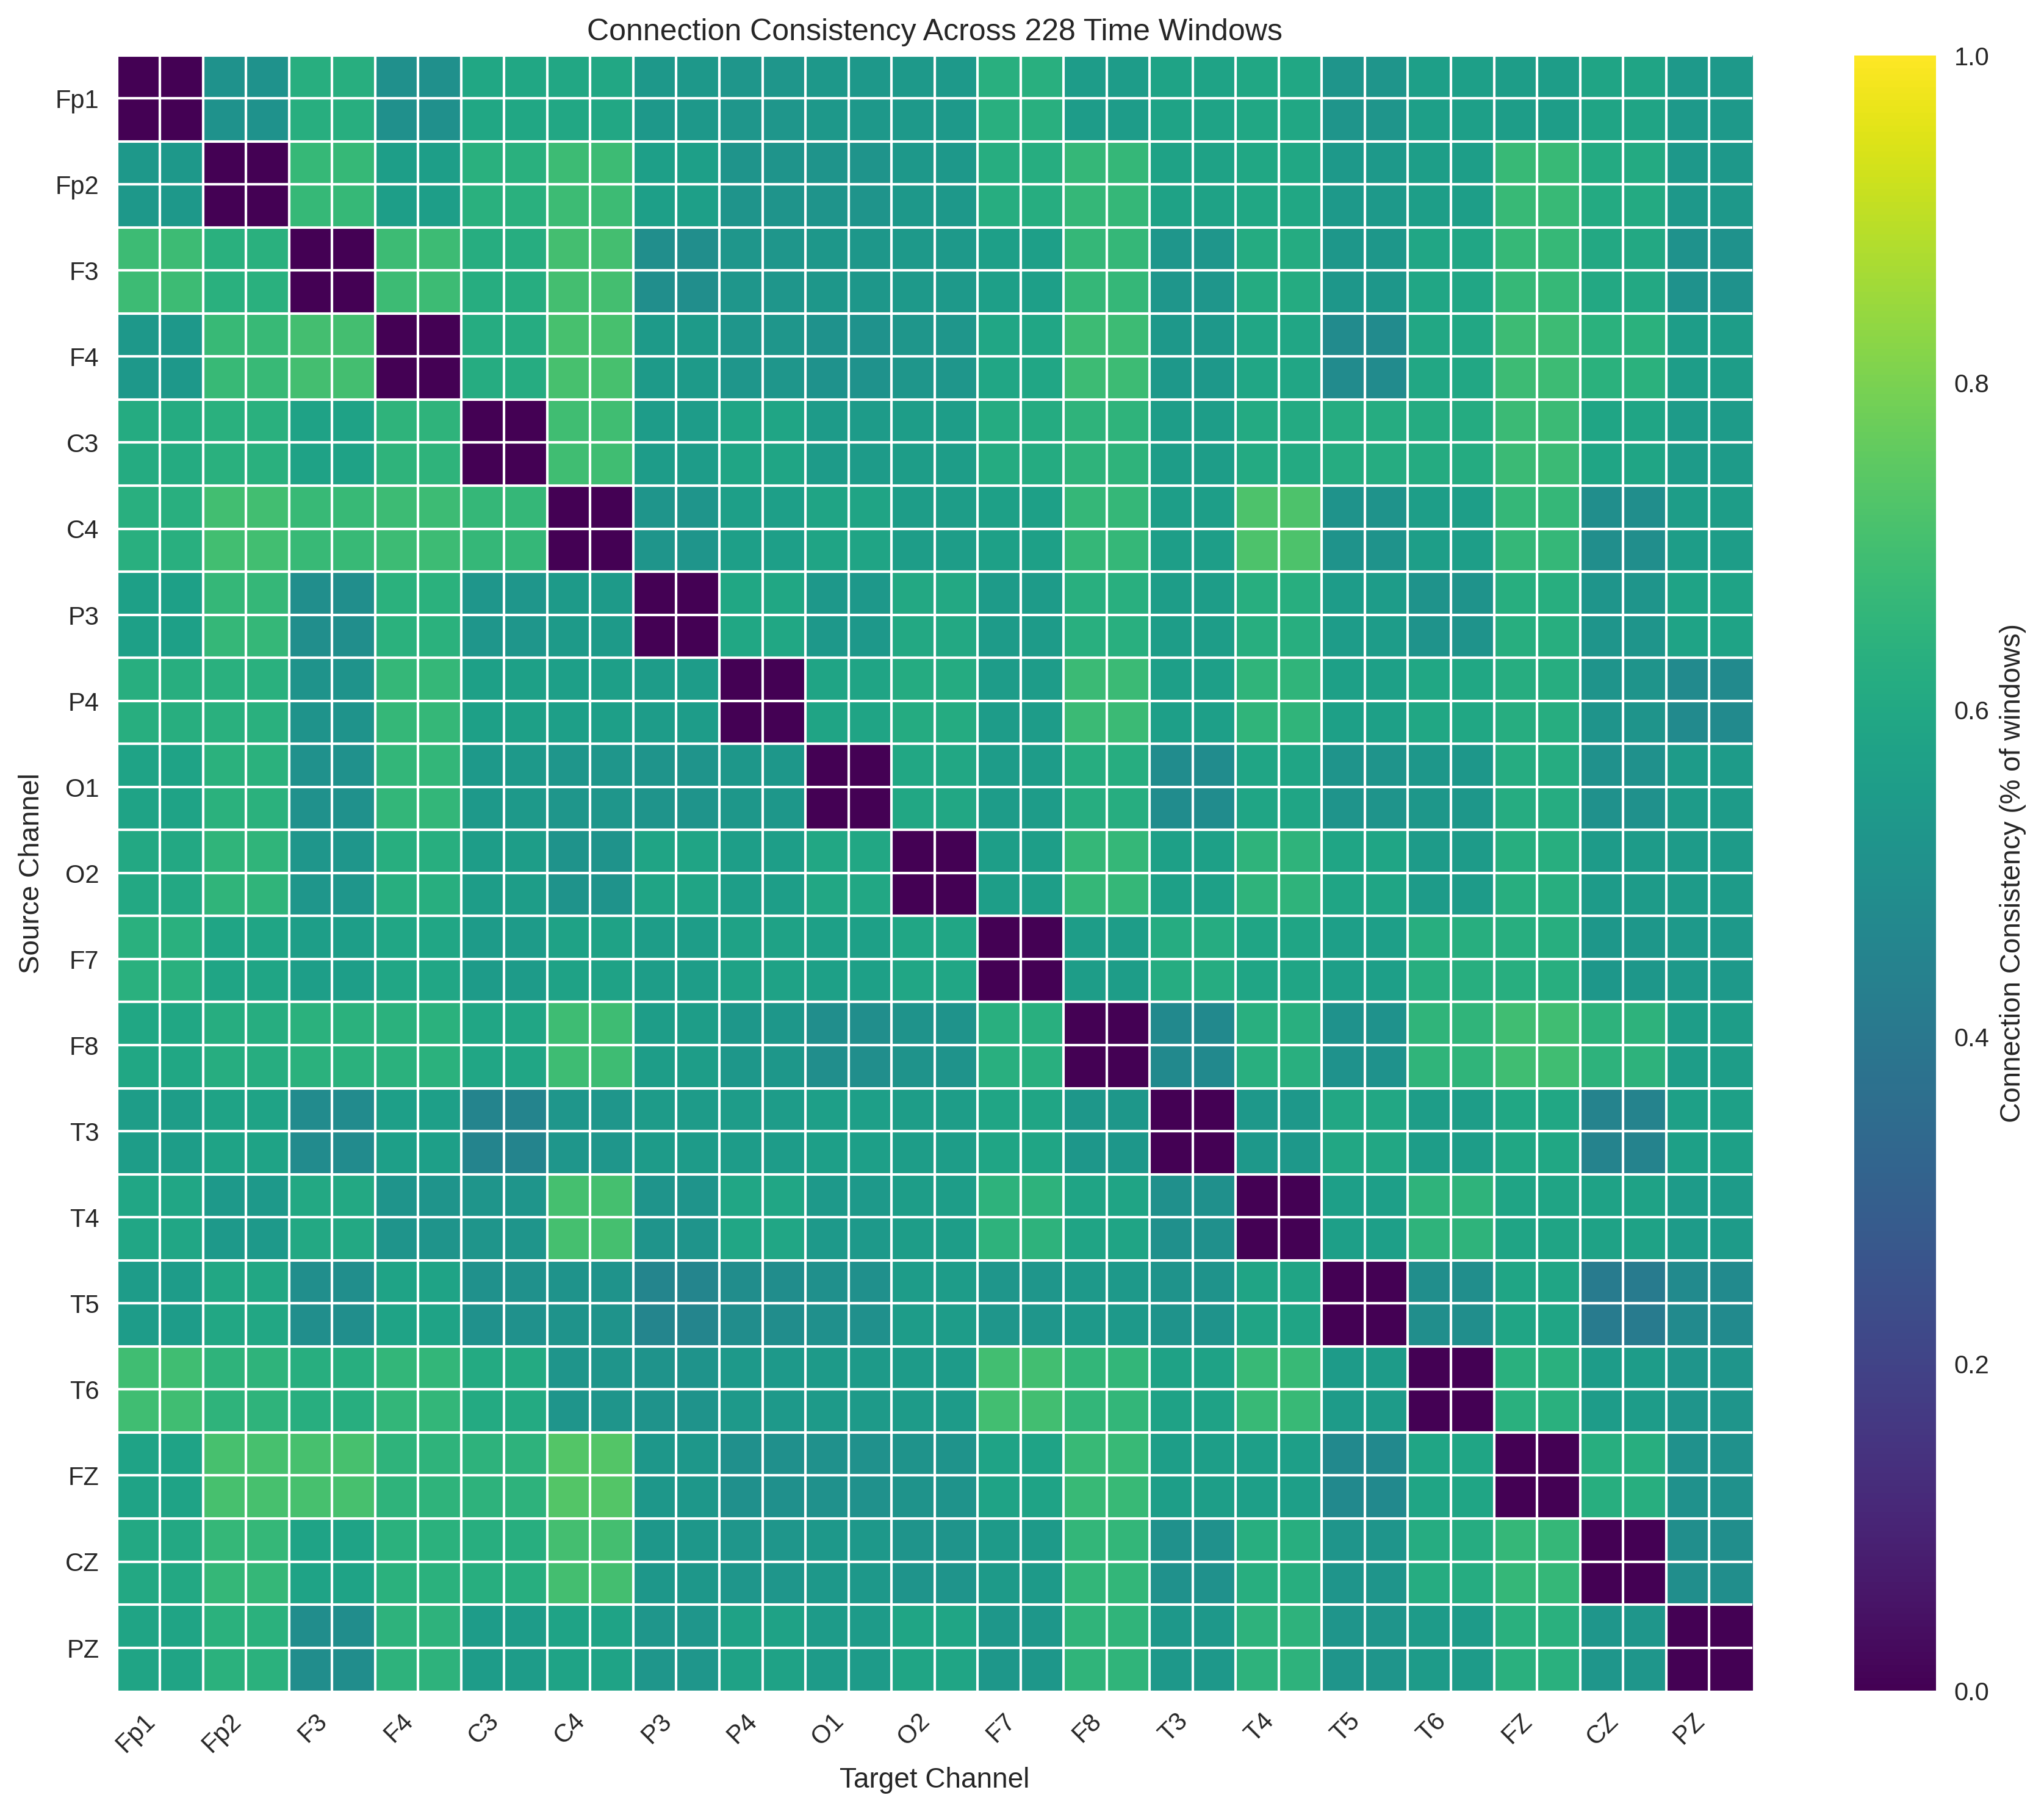 Connection Consistency Across 228 Time Windows
Fp1
Fp2
F3
F4
C3
C4
P3
P4
O1
O2
F7
F8
T3
T4
T5
T6
FZ
CZ
PZ
Source Channel
Fp1 Fp2 F3 F4 C3 C4 P3 P4 O1 O2 F7 F8 T3 T4 T5 T6 FZ CZ PZ
Target Channel
1.0
0.8
0.6
0.4
0.2
0.0
Connection Consistency (% of windows)